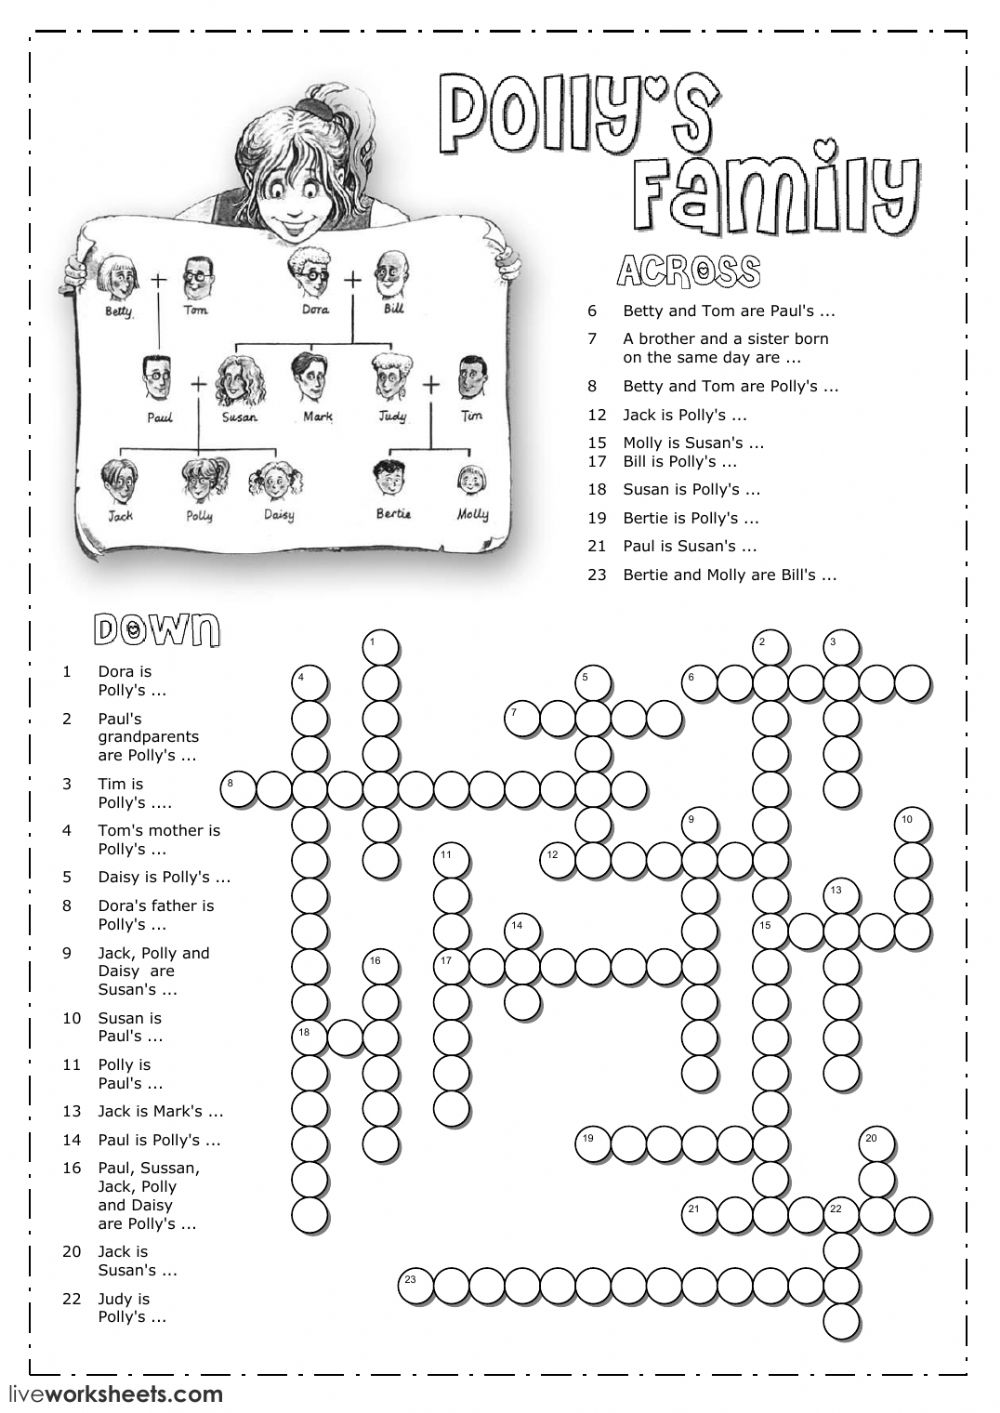 Polly's
Family
Betty
Tom
Dora
Bill
Paul
Susan
Mark
Judy
Tim
Jack
Polly
Daisy
Bertie
Molly
ACROSS
6 Betty and Tom are Paul's ...
7 A brother and a sister born
on the same day are ...
8 Betty and Tom are Polly's ...
12 Jack is Polly's ...
15 Molly is Susan's ...
17 Bill is Polly's ...
18 Susan is Polly's ...
19 Bertie is Polly's ...
21 Paul is Susan's ...
23 Bertie and Molly are Bill's ...
DOWN
1 Dora is
Polly's ...
2 Paul's
grandparents
are Polly's ...
3 Tim is
Polly's ....
4 Tom's mother is
Polly's ...
5 Daisy is Polly's ...
8 Dora's father is
Polly's ...
9 Jack, Polly and
Daisy are
Susan's ...
10 Susan is
Paul's ...
11 Polly is
Paul's ...
13 Jack is Mark's ...
14 Paul is Polly's ...
16 Paul, Sussan,
Jack, Polly
and Daisy
are Polly's ...
20 Jack is
Susan's ...
22 Judy is
Polly's ...
1
2
3
4
5
6
7
8
9
10
11
12
13
14
15
16
17
18
19
20
21
22
23
liveworksheets.com